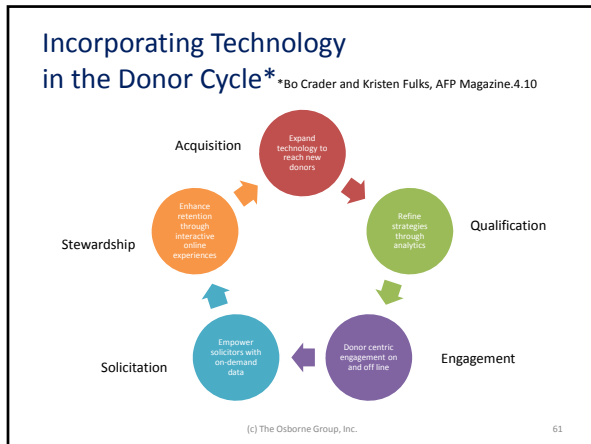 Incorporating Technology
in the Donor Cycle* *Bo Crader and Kristen Fulks, AFP Magazine.4.10
Acquisition
Expand
technology to
reach new
donors
Qualification
Refine
strategies
through
analytics
Engagement
Donor centric
engagement on
and off line
Solicitation
Empower
solicitors with
on-demand
data
Stewardship
Enhance
retention
through
interactive
online
experiences
(c) The Osborne Group, Inc.
61